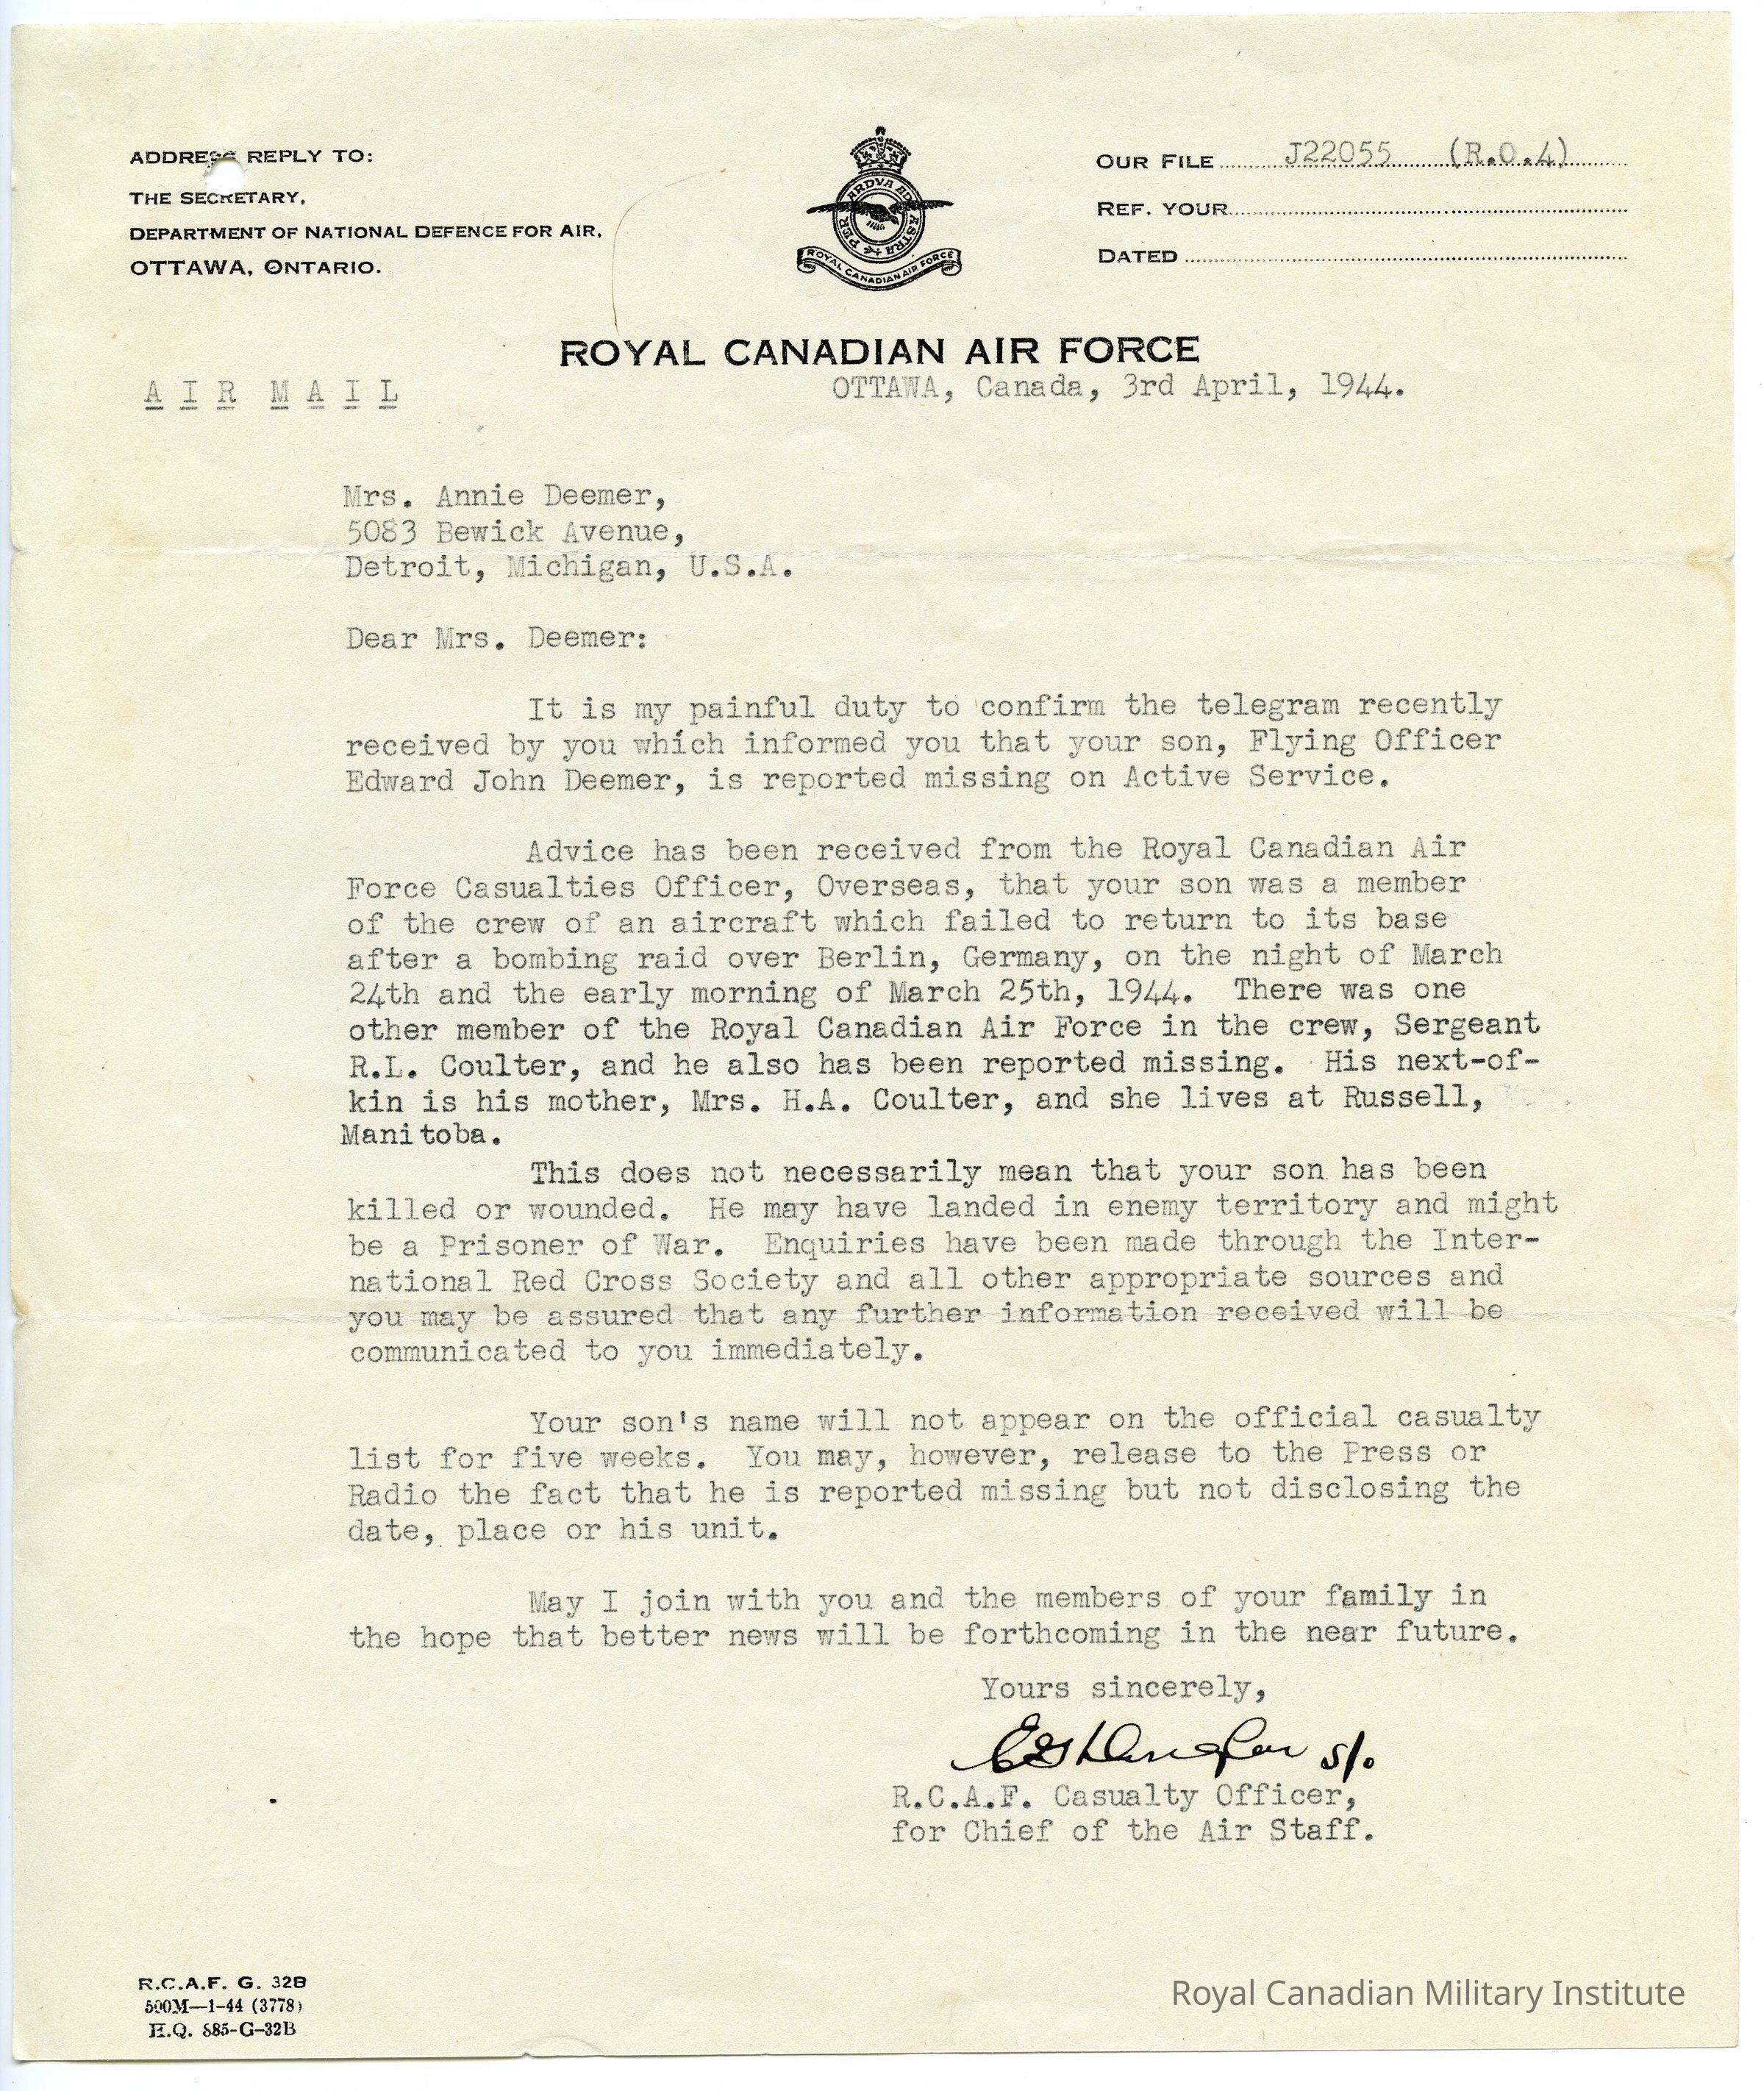 ADDRESS REPLY TO:
THE SECRETARY,
DEPARTMENT OF NATIONAL DEFENCE FOR AIR,
OTTAWA, ONTARIO.
PER ARDVA AD ASTRA
ROYAL CANADIAN AIR FORCE
OUR FILE J22055 (R.O.4)
REF. YOUR
DATED
ROYAL CANADIAN AIR FORCE
AIR MAIL
OTTAWA, Canada, 3rd April, 1944.
Mrs. Annie Deemer,
5083 Bewick Avenue,
Detroit, Michigan, U.S.A.
Dear Mrs. Deemer:
It is my painful duty to confirm the telegram recently
received by you which informed you that your son, Flying Officer
Edward John Deemer, is reported missing on Active Service.
Advice has been received from the Royal Canadian Air
Force Casualties Officer, Overseas, that your son was a member
of the crew of an aircraft which failed to return to its base
after a bombing raid over Berlin, Germany, on the night of March
24th and the early morning of March 25th, 1944. There was one
other member of the Royal Canadian Air Force in the crew, Sergeant
R.L. Coulter, and he also has been reported missing. His next-of-
kin is his mother, Mrs. H.A. Coulter, and she lives at Russell,
Manitoba.
This does not necessarily mean that your son has been
killed or wounded. He may have landed in enemy territory and might
be a Prisoner of War. Enquiries have been made through the Inter-
national Red Cross Society and all other appropriate sources and
you may be assured that any further information received will be
communicated to you immediately.
Your son's name will not appear on the official casualty
list for five weeks. You may, however, release to the Press or
Radio the fact that he is reported missing but not disclosing the
date, place or his unit.
May I join with you and the members of your family in
the hope that better news will be forthcoming in the near future.
Yours sincerely,
R.C.A.F. Casualty Officer,
for Chief of the Air Staff.
R.C.A.F. G. 32B
500M—1-44 (3778)
H.Q. 885-G-32B
Royal Canadian Military Institute